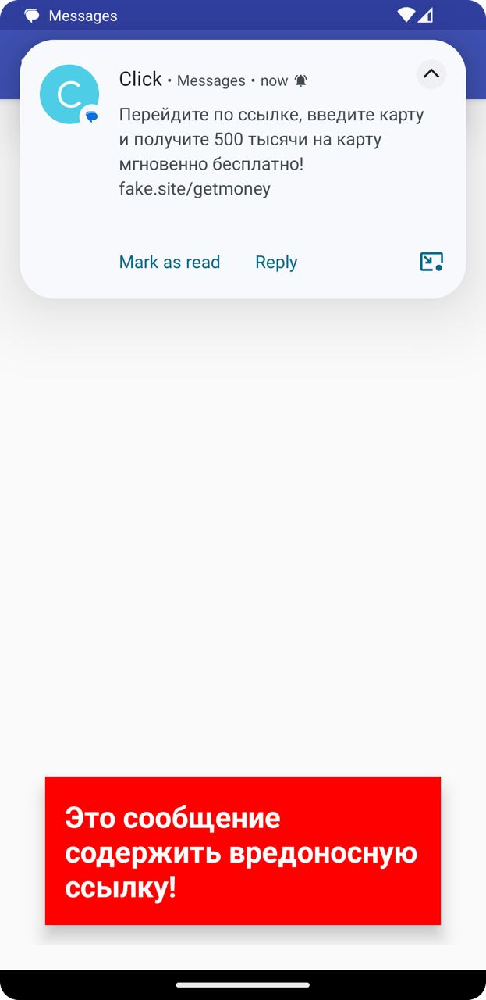 Messages
C
Click • Messages • now
Перейдите по ссылке, введите карту
и получите 500 тысячи на карту
мгновенно бесплатно!
fake.site/getmoney
Mark as read Reply
Это сообщение
содержить вредоносную
ссылку!